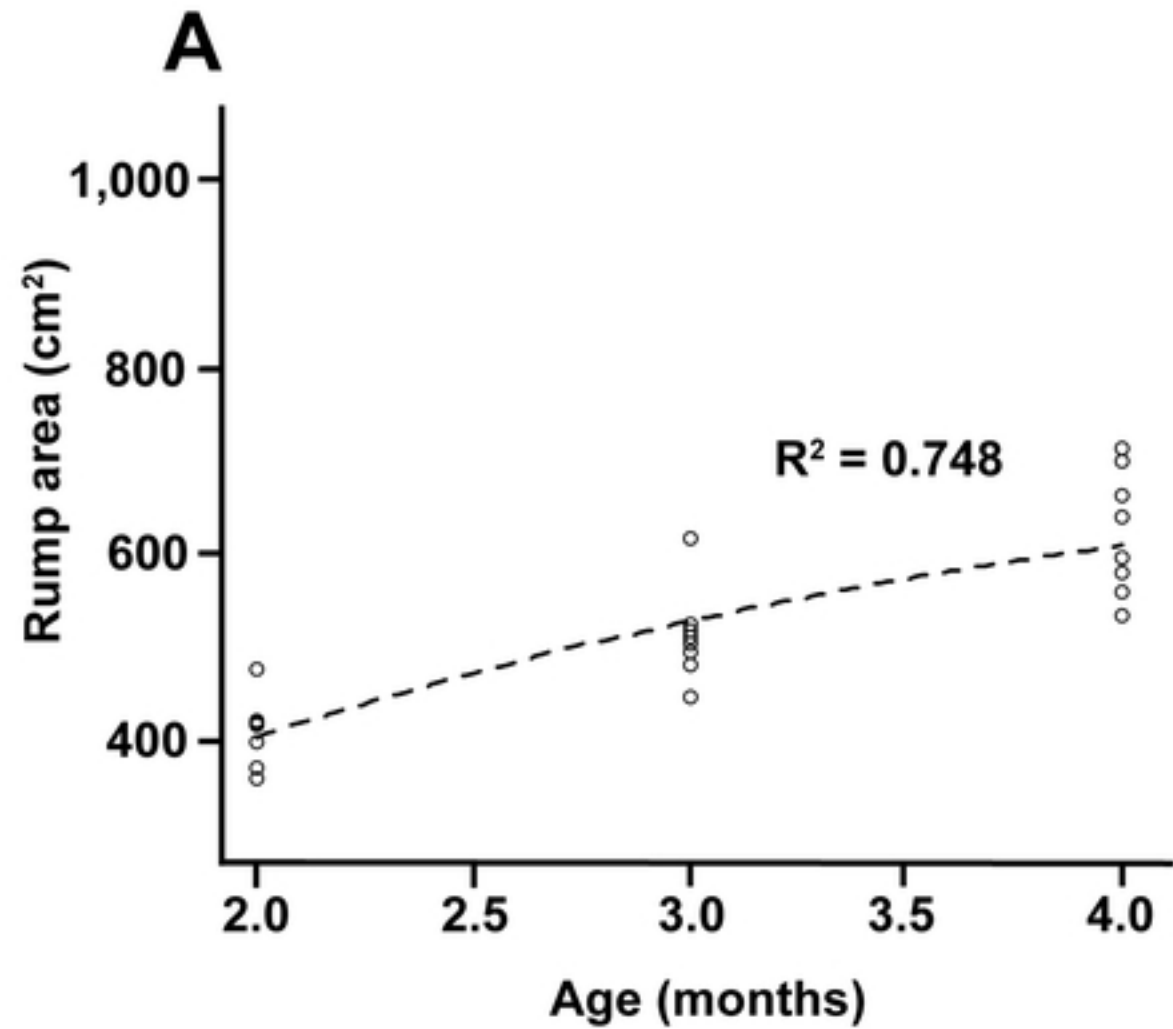 A
1,000
800
600
400
Rump area (cm²)
R² = 0.748
2.0 2.5 3.0 3.5 4.0
Age (months)